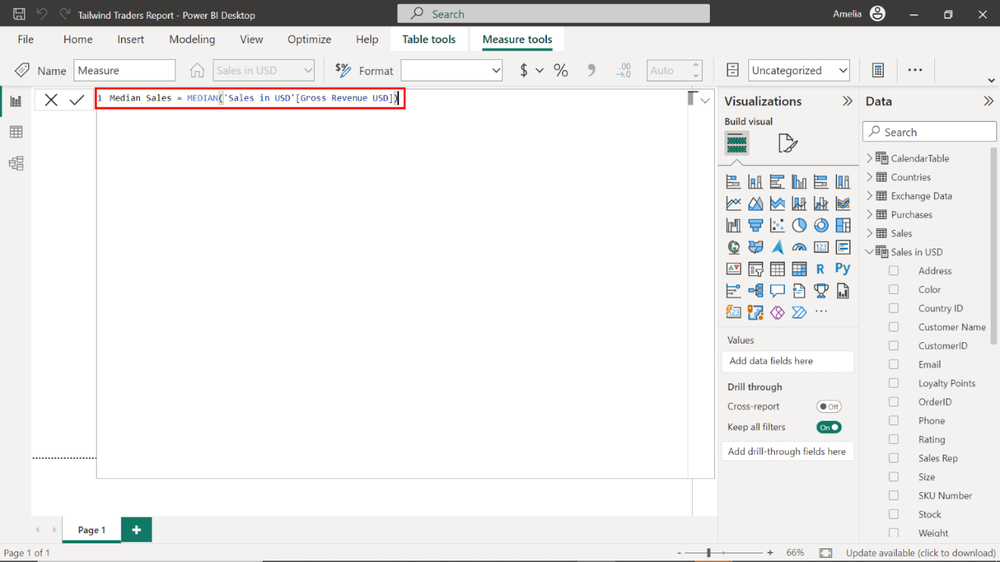 Tailwind Traders Report - Power BI Desktop
Search
Amelia
File Home Insert Modeling View Optimize Help Table tools Measure tools
Name Measure Sales in USD $% Format $ % .00 →.0 Auto Uncategorized ...
1 Median Sales = MEDIAN('Sales in USD'[Gross Revenue USD])
Visualizations
Build visual
123
R Py
123
...
Values
Add data fields here
Drill through
Cross-report Off
Keep all filters On
Add drill-through fields here
Data
Search
CalendarTable
Countries
Exchange Data
Purchases
Sales
Sales in USD
Address
Color
Country ID
Customer Name
CustomerID
Email
Loyalty Points
OrderID
Phone
Rating
Sales Rep
Size
SKU Number
Stock
Weight
Page 1 +
Page 1 of 1
- + 66% Update available (click to download)